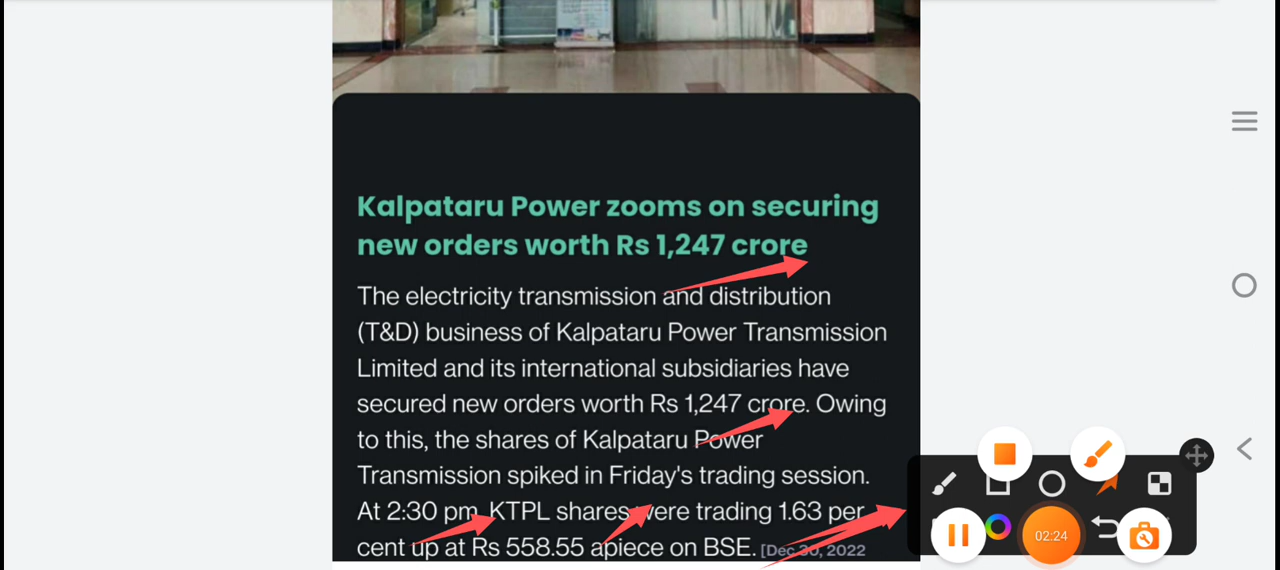 Kalpataru Power zooms on securing
new orders worth Rs 1,247 crore
The electricity transmission and distribution
(T&D) business of Kalpataru Power Transmission
Limited and its international subsidiaries have
secured new orders worth Rs 1,247 crore. Owing
to this, the shares of Kalpataru Power
Transmission spiked in Friday's trading session.
At 2:30 pm, KTPL shares were trading 1.63 per
cent up at Rs 558.55 apiece on BSE. [Dec 30, 2022
02:24